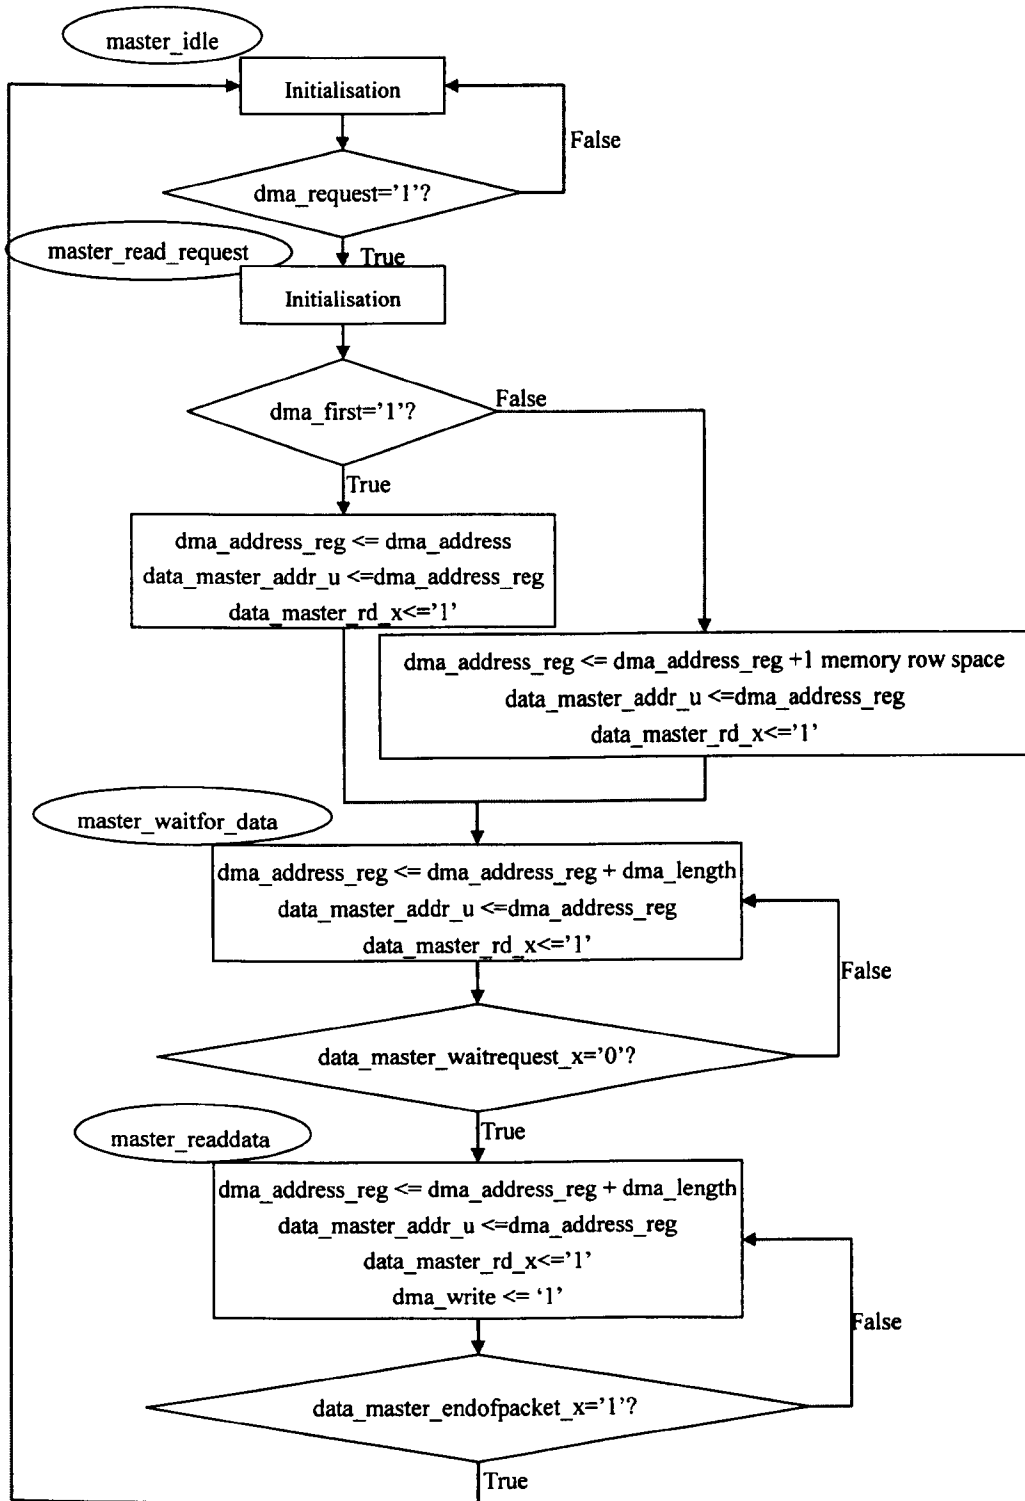 master_idle
Initialisation
False
dma_request='1'?
master_read_request
True
Initialisation
False
dma_first='1'?
True
dma_address_reg <= dma_address
data_master_addr_u <=dma_address_reg
data_master_rd_x<='1'
dma_address_reg <= dma_address_reg +1 memory row space
data_master_addr_u <=dma_address_reg
data_master_rd_x<='1'
master_waitfor_data
dma_address_reg <= dma_address_reg + dma_length
data_master_addr_u <=dma_address_reg
data_master_rd_x<='1'
False
data_master_waitrequest_x='0'?
True
master_readdata
dma_address_reg <= dma_address_reg + dma_length
data_master_addr_u <=dma_address_reg
data_master_rd_x<='1'
dma_write <= ‘1’
False
data_master_endofpacket_x='1'?
True